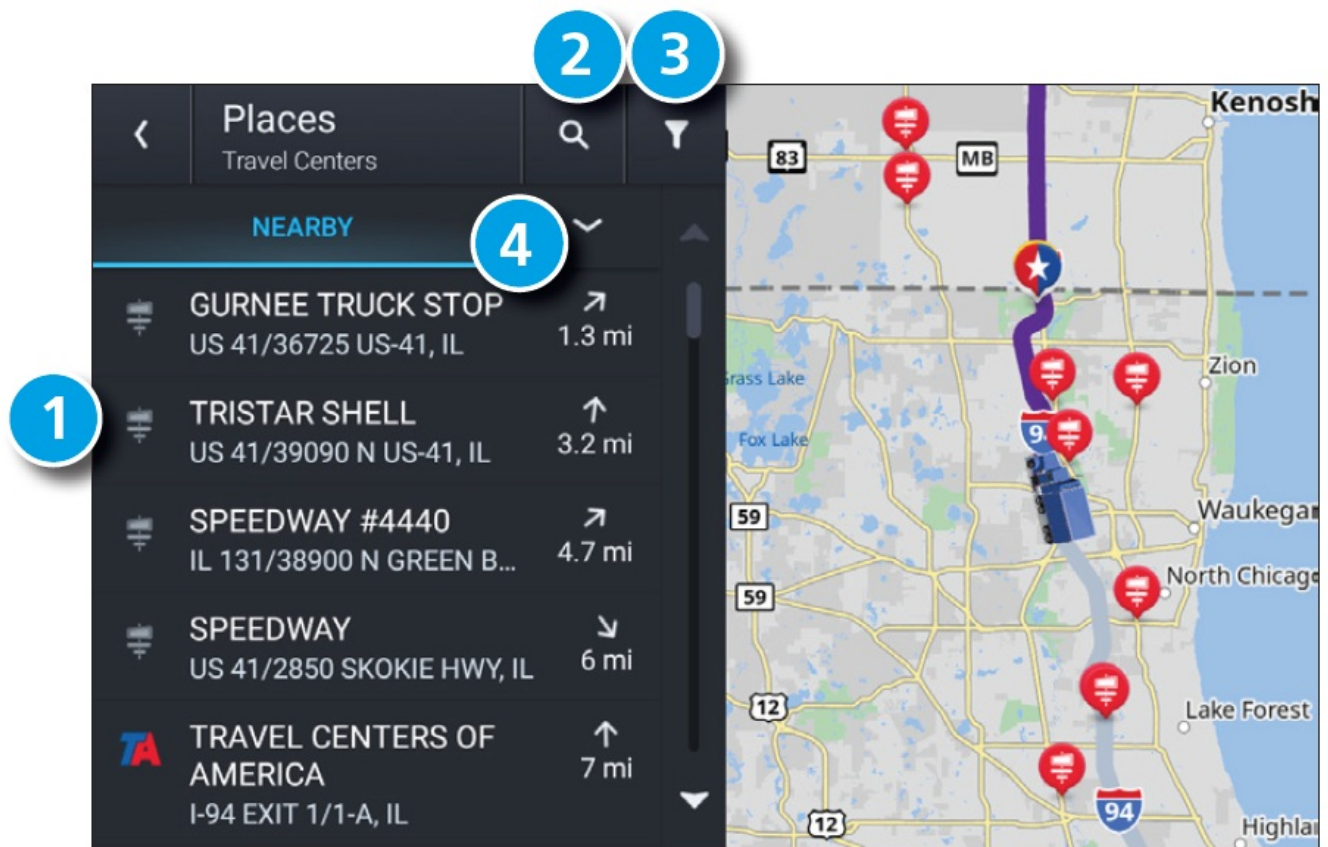 2
3
Places
Travel Centers
NEARBY
4
GURNEE TRUCK STOP
US 41/36725 US-41, IL
1.3 mi
1
TRISTAR SHELL
US 41/39090 N US-41, IL
3.2 mi
SPEEDWAY #4440
IL 131/38900 N GREEN B...
4.7 mi
SPEEDWAY
US 41/2850 SKOKIE HWY, IL
6 mi
TA
TRAVEL CENTERS OF
AMERICA
I-94 EXIT 1/1-A, IL
7 mi
Kenosh
83
MB
Zion
rass Lake
Fox Lake
9
59
Waukegan
North Chicago
59
12
Lake Forest
94
12
Highla